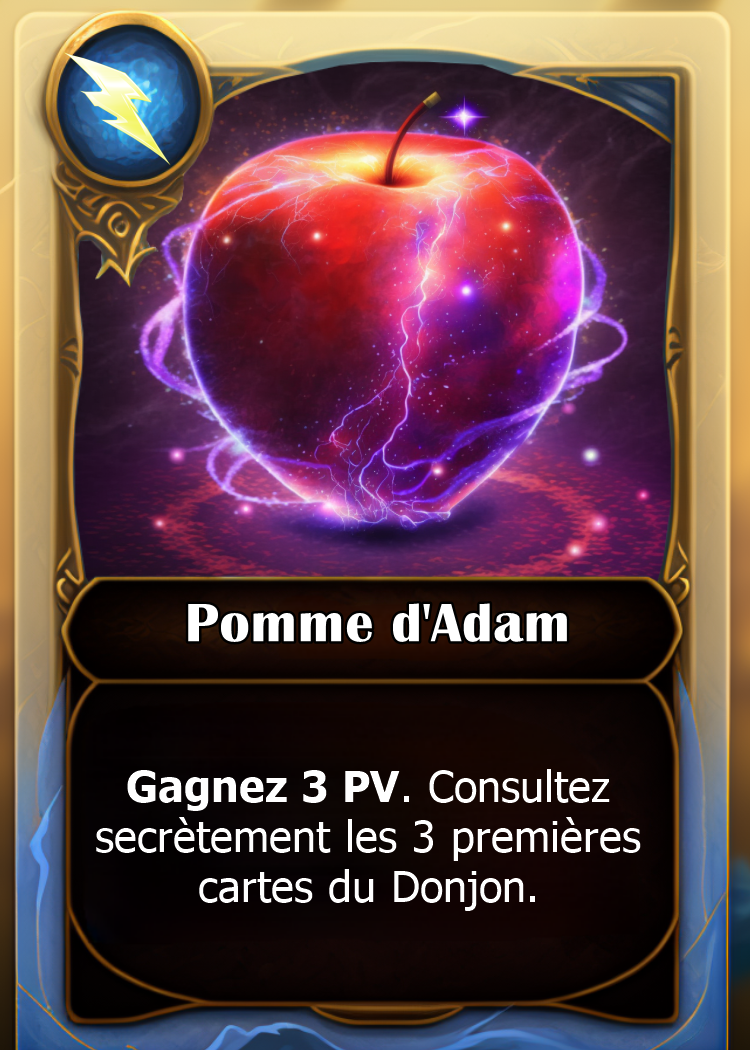 Pomme d'Adam
Gagnez 3 PV. Consultez
secrètement les 3 premières
cartes du Donjon.